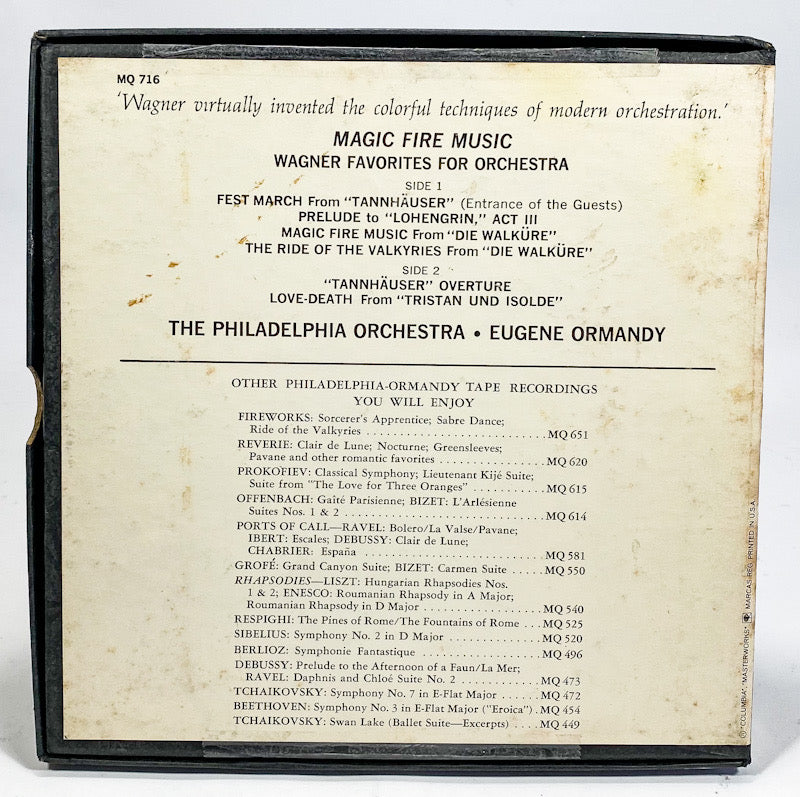 MQ 716
'Wagner virtually invented the colorful techniques of modern orchestration.'
MAGIC FIRE MUSIC
WAGNER FAVORITES FOR ORCHESTRA
SIDE 1
FEST MARCH From "TANNHÄUSER" (Entrance of the Guests)
PRELUDE to "LOHENGRIN," ACT III
MAGIC FIRE MUSIC From "DIE WALKÜRE"
THE RIDE OF THE VALKYRIES From "DIE WALKÜRE"
SIDE 2
"TANNHÄUSER" OVERTURE
LOVE-DEATH From "TRISTAN UND ISOLDE"
THE PHILADELPHIA ORCHESTRA • EUGENE ORMANDY
OTHER PHILADELPHIA-ORMANDY TAPE RECORDINGS
YOU WILL ENJOY
FIREWORKS: Sorcerer's Apprentice; Sabre Dance;
Ride of the Valkyries . . . . . . . . . . . . . . . . . . . . . . . . . . MQ 651
REVERIE: Clair de Lune; Nocturne; Greensleeves;
Pavane and other romantic favorites . . . . . . . . . . . . . . . MQ 620
PROKOFIEV: Classical Symphony; Lieutenant Kijé Suite;
Suite from "The Love for Three Oranges" . . . . . . . . . . . MQ 615
OFFENBACH: Gaîté Parisienne; BIZET: L'Arlésienne
Suites Nos. 1 & 2 . . . . . . . . . . . . . . . . . . . . . . . . . . . . . MQ 614
PORTS OF CALL—RAVEL: Bolero/La Valse/Pavane;
IBERT: Escales; DEBUSSY: Clair de Lune;
CHABRIER: España . . . . . . . . . . . . . . . . . . . . . . . . . . MQ 581
GROFÉ: Grand Canyon Suite; BIZET: Carmen Suite . . . . . MQ 550
RHAPSODIES—LISZT: Hungarian Rhapsodies Nos.
1 & 2; ENESCO: Roumanian Rhapsody in A Major;
Roumanian Rhapsody in D Major . . . . . . . . . . . . . . . . . MQ 540
RESPIGHI: The Pines of Rome/The Fountains of Rome . . . MQ 525
SIBELIUS: Symphony No. 2 in D Major . . . . . . . . . . . . . MQ 520
BERLIOZ: Symphonie Fantastique . . . . . . . . . . . . . . . . . . MQ 496
DEBUSSY: Prelude to the Afternoon of a Faun/La Mer;
RAVEL: Daphnis and Chloé Suite No. 2 . . . . . . . . . . . . MQ 473
TCHAIKOVSKY: Symphony No. 7 in E-Flat Major . . . . . . MQ 472
BEETHOVEN: Symphony No. 3 in E-Flat Major ("Eroica") . MQ 454
TCHAIKOVSKY: Swan Lake (Ballet Suite—Excerpts) . . . . MQ 449
"COLUMBIA", "MASTERWORKS", MARCAS REG. PRINTED IN U.S.A.